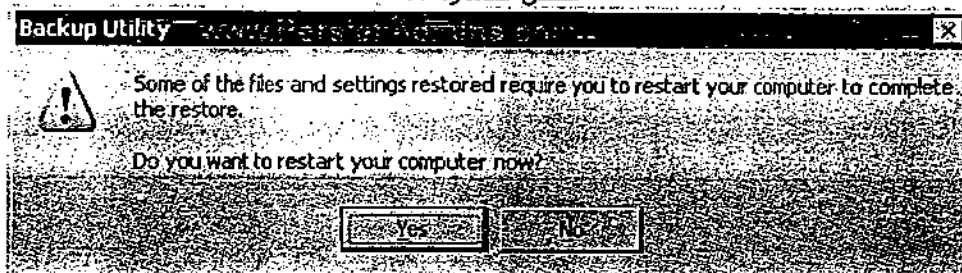 Backup Utility
Some of the files and settings restored require you to restart your computer to complete
the restore.
Do you want to restart your computer now?
Yes No